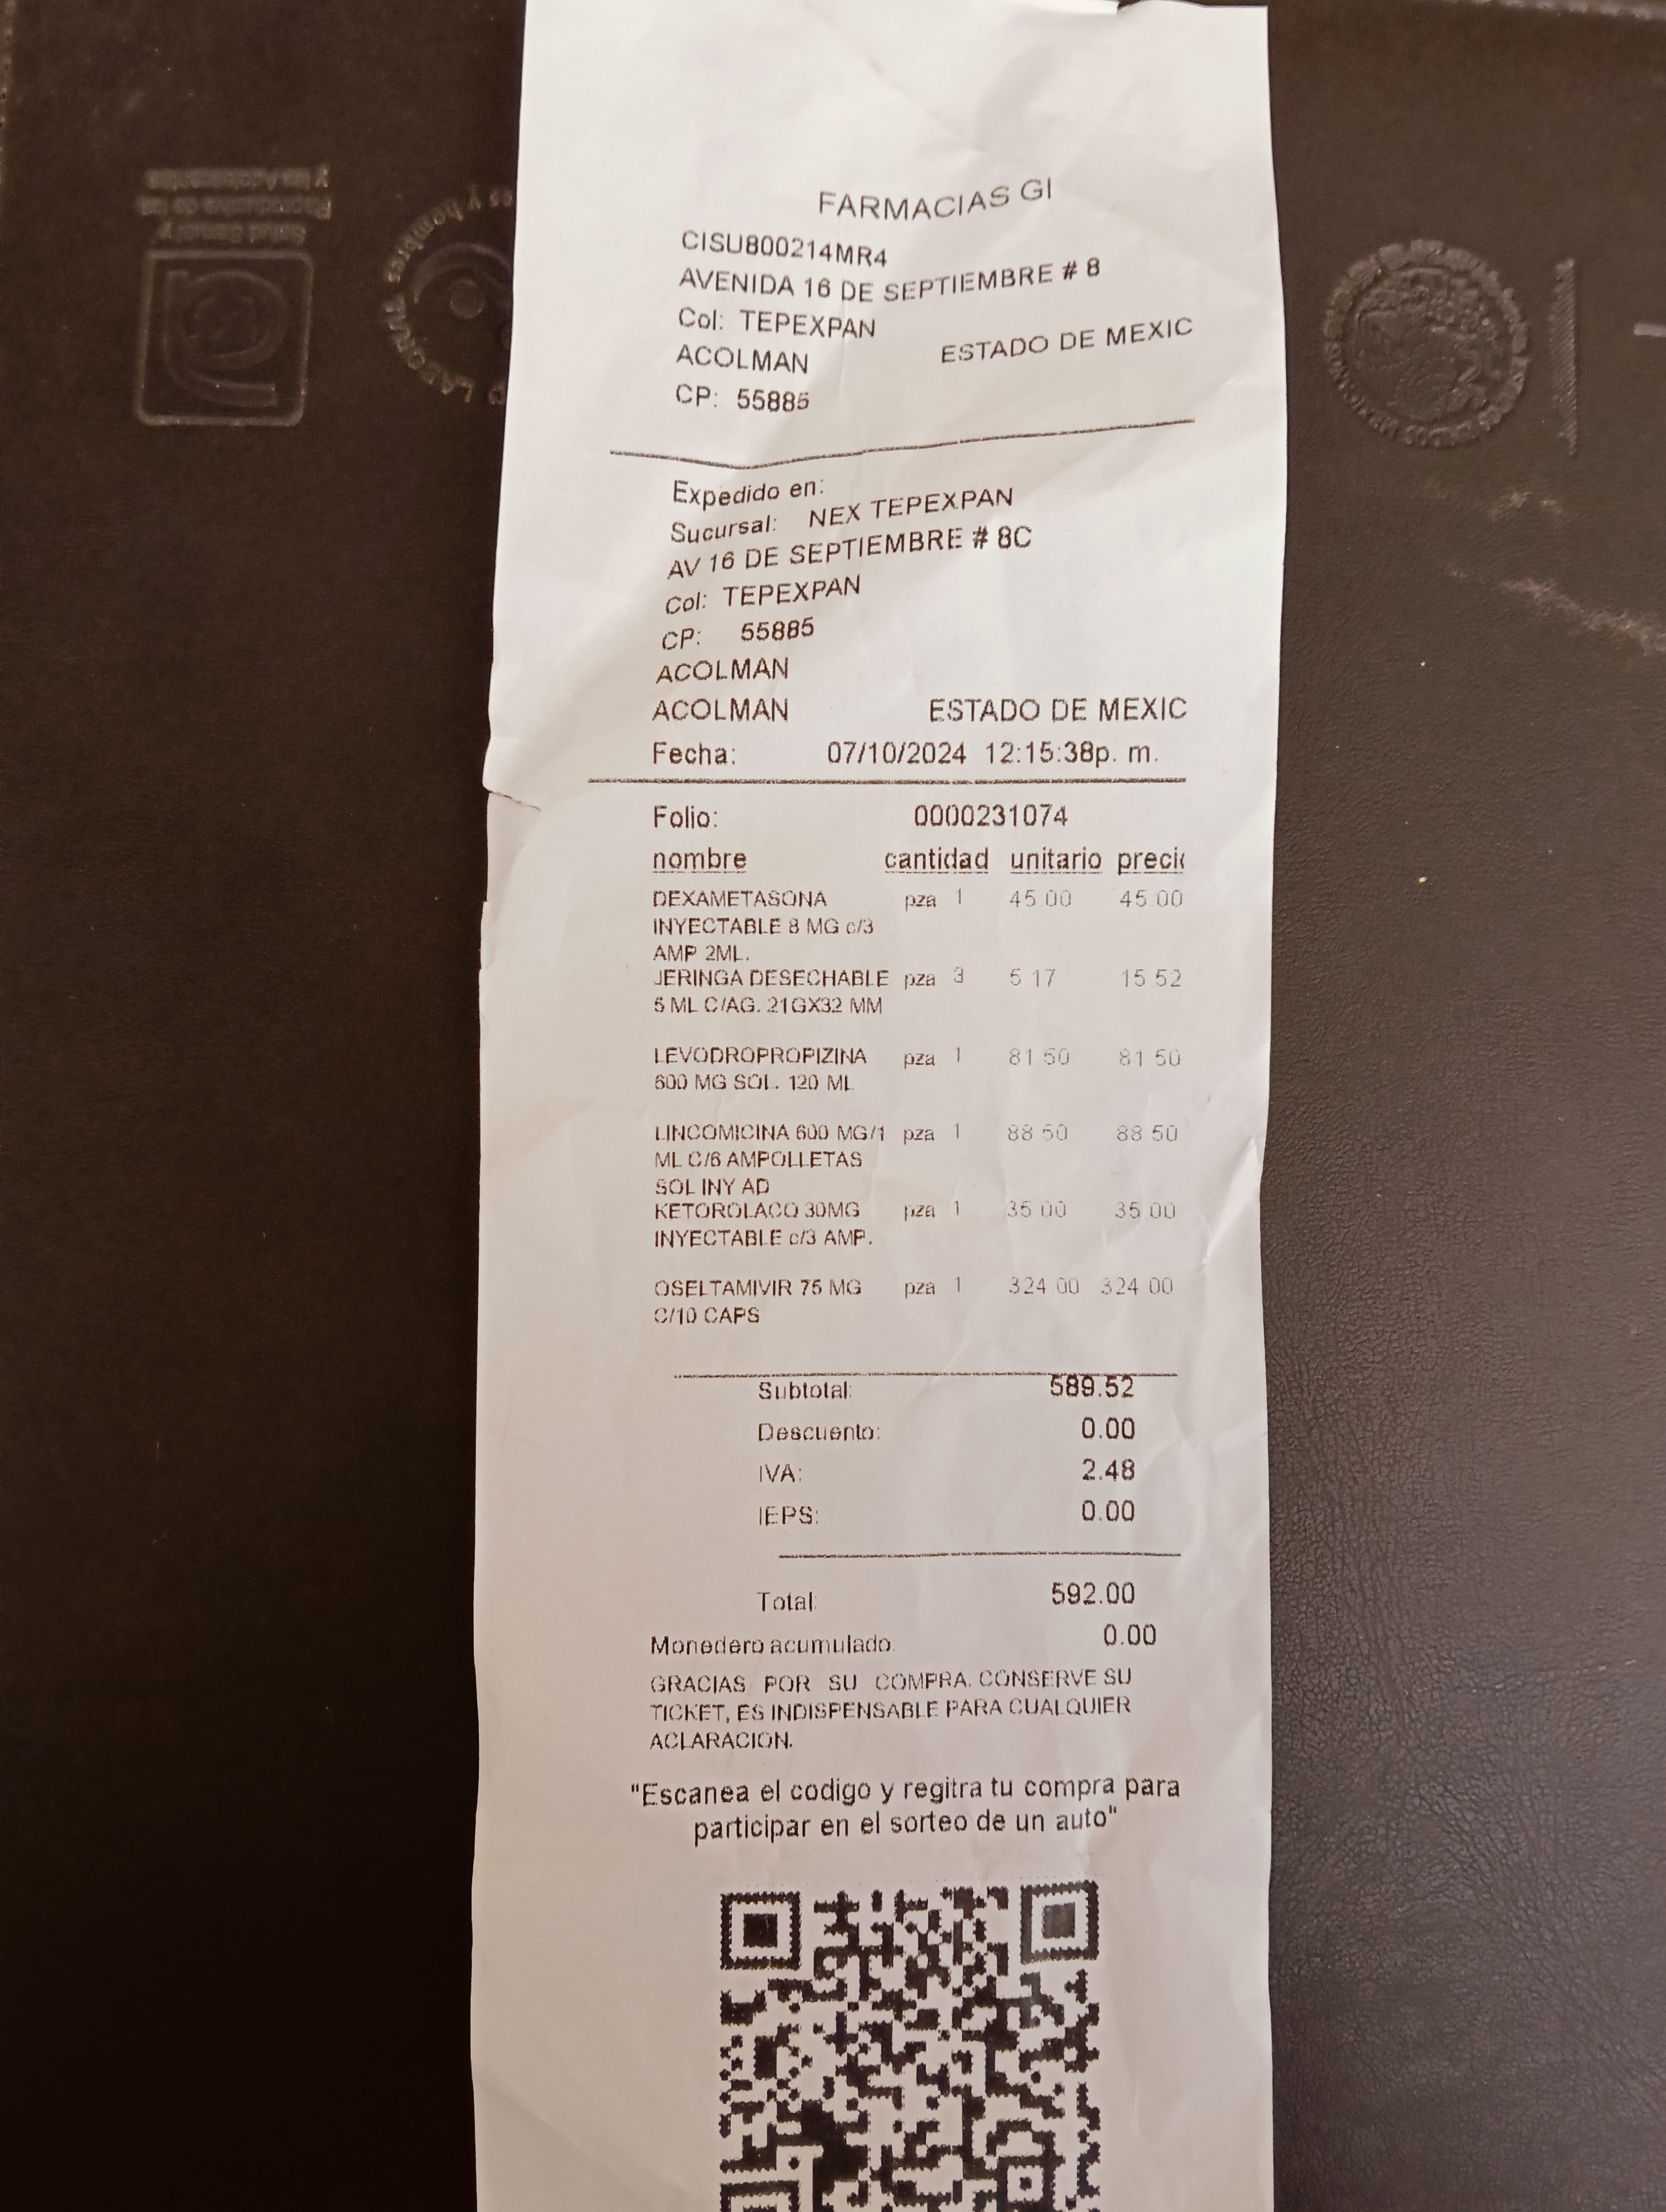 FARMACIAS GI
CISU800214MR4
AVENIDA 16 DE SEPTIEMBRE # 8
Col: TEPEXPAN
ACOLMAN ESTADO DE MEXIC
CP: 55885
Expedido en:
Sucursal: NEX TEPEXPAN
AV 16 DE SEPTIEMBRE # 8C
Col: TEPEXPAN
CP: 55885
ACOLMAN
ACOLMAN ESTADO DE MEXIC
Fecha: 07/10/2024 12:15:38p. m.
Folio: 0000231074
nombre cantidad unitario preci
DEXAMETASONA pza 1 45.00 45.00
INYECTABLE 8 MG c/3
AMP 2ML.
JERINGA DESECHABLE pza 3 5.17 15.52
5 ML C/AG. 21GX32 MM
LEVODROPROPIZINA pza 1 81.50 81.50
600 MG SOL. 120 ML
LINCOMICINA 600 MG/1 pza 1 88.50 88.50
ML C/6 AMPOLLETAS
SOL INY AD
KETOROLACO 30MG pza 1 35.00 35.00
INYECTABLE c/3 AMP.
OSELTAMIVIR 75 MG pza 1 324.00 324.00
C/10 CAPS
Subtotal: 589.52
Descuento: 0.00
IVA: 2.48
IEPS: 0.00
Total: 592.00
Monedero acumulado: 0.00
GRACIAS POR SU COMPRA. CONSERVE SU
TICKET, ES INDISPENSABLE PARA CUALQUIER
ACLARACION.
"Escanea el codigo y regitra tu compra para
participar en el sorteo de un auto"